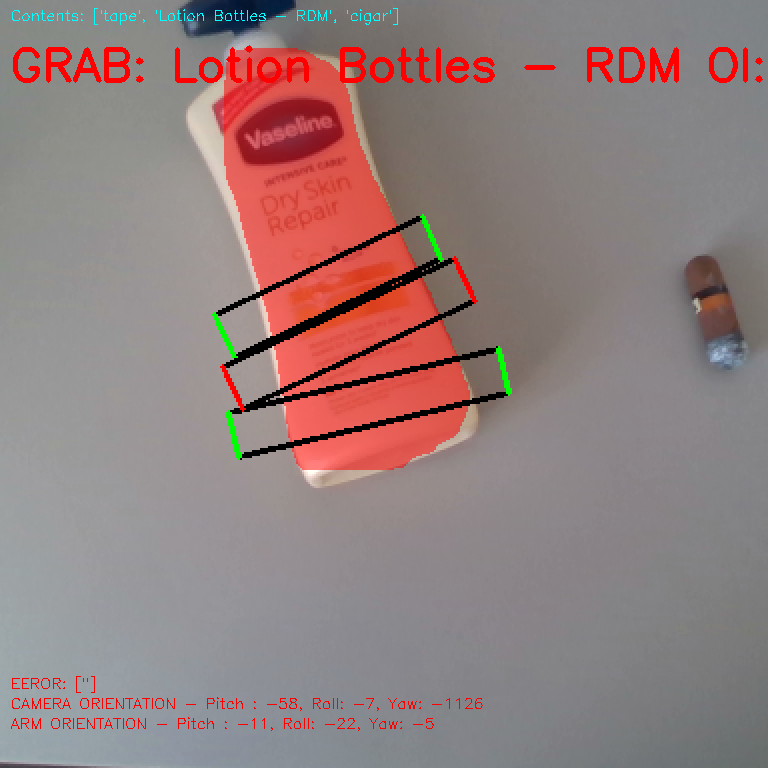 Contents: ['tape', 'Lotion Bottles – RDM', 'cigar']
GRAB: Lotion Bottles – RDM OI:
Vaseline
INTENSIVE CARE
Dry Skin
Repair
EEROR: ['']
CAMERA ORIENTATION – Pitch : –58, Roll: –7, Yaw: –1126
ARM ORIENTATION – Pitch : –11, Roll: –22, Yaw: –5